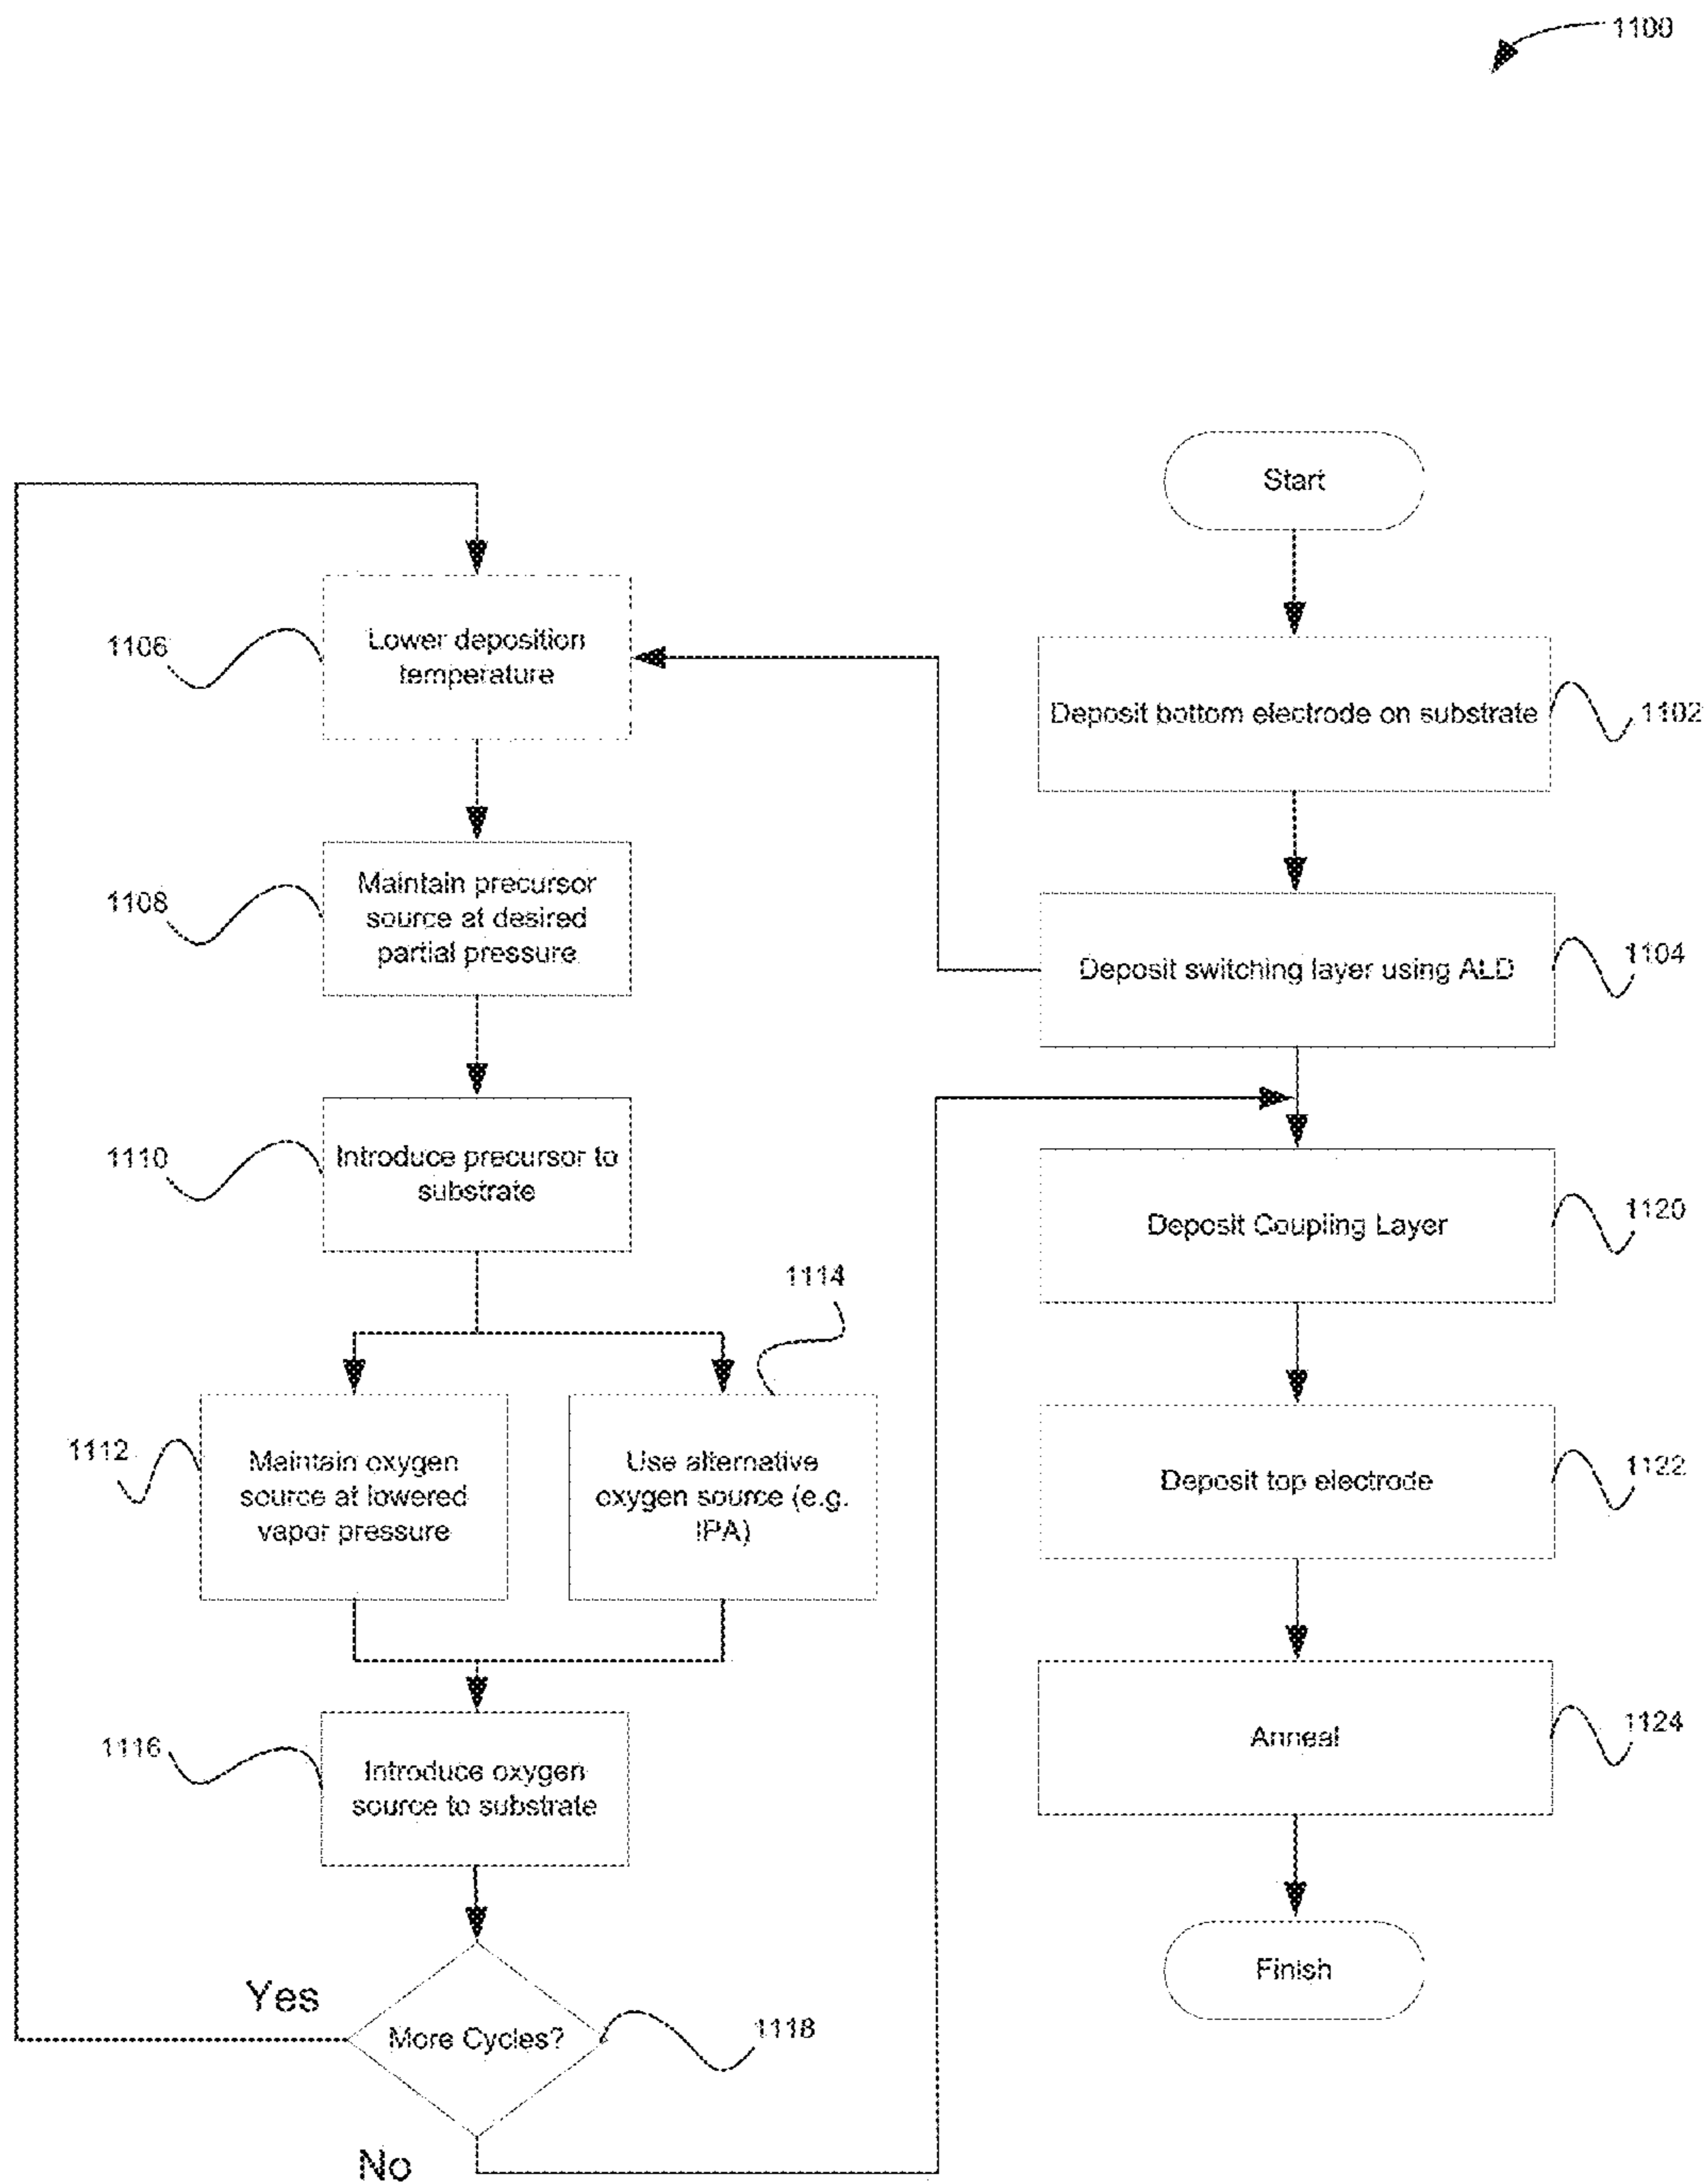 1100
Start
Deposit bottom electrode on substrate
1102
Deposit switching layer using ALD
1104
1106
Lower deposition
temperature
1108
Maintain precursor
source at desired
partial pressure
1110
Introduce precursor to
substrate
1112
Maintain oxygen
source at lowered
vapor pressure
1114
Use alternative
oxygen source (e.g.
IPA)
1116
Introduce oxygen
source to substrate
More Cycles?
1118
Yes
No
Deposit Coupling Layer
1120
Deposit top electrode
1122
Anneal
1124
Finish